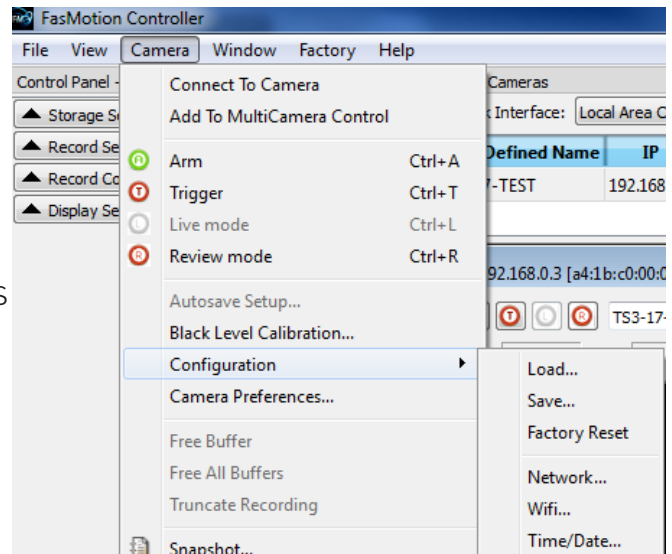 FasMotion Controller
File View Camera Window Factory Help
Control Panel -
Storage S
Record Se
Record Co
Display Se
S
Connect To Camera
Add To MultiCamera Control
Arm Ctrl+A
Trigger Ctrl+T
Live mode Ctrl+L
Review mode Ctrl+R
Autosave Setup...
Black Level Calibration...
Configuration
Camera Preferences...
Free Buffer
Free All Buffers
Truncate Recording
Snapshot...
Cameras
Interface: Local Area C
Defined Name IP
-TEST 192.168
92.168.0.3 [a4:1b:c0:00:0
T L R TS3-17-
Load...
Save...
Factory Reset
Network...
Wifi...
Time/Date...